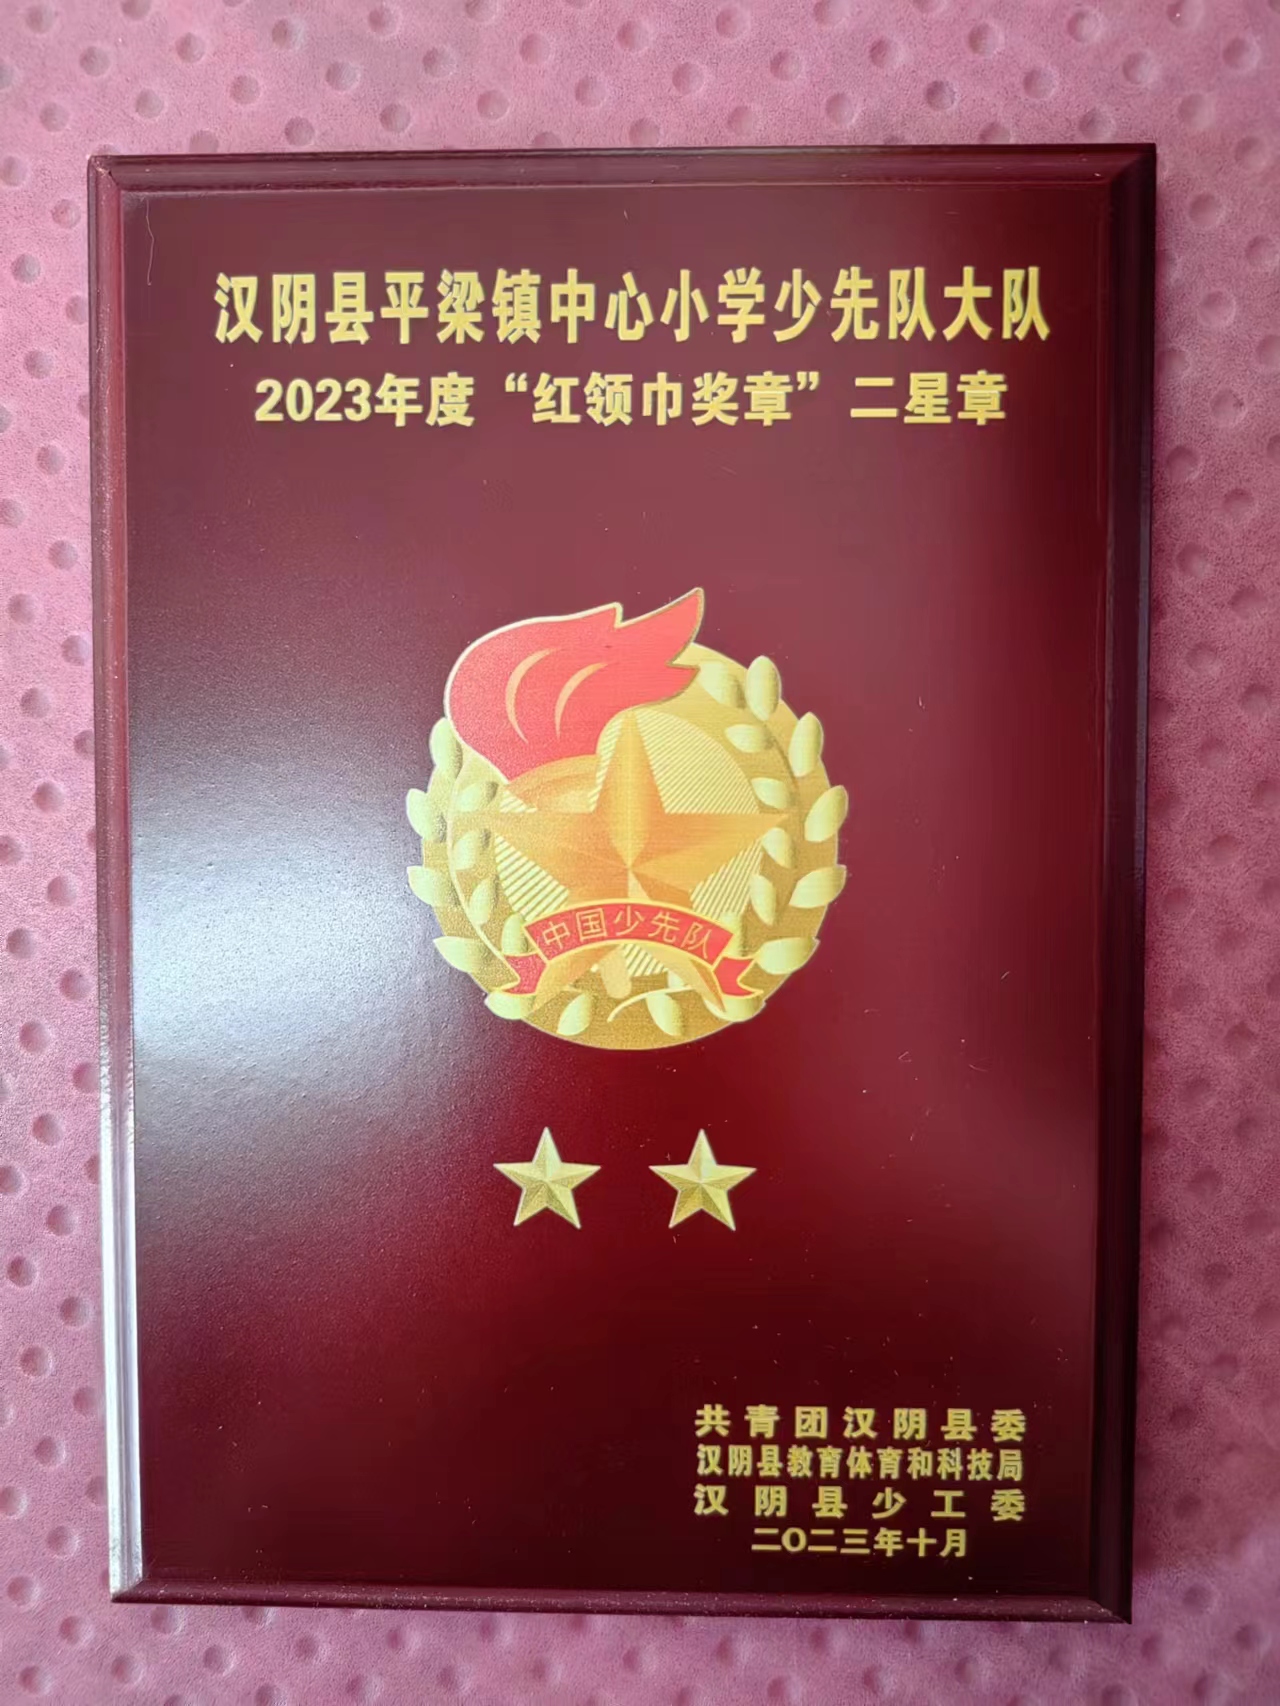 汉阴县平梁镇中心小学少先队大队
2023年度“红领巾奖章”二星章
中国少先队
共青团汉阴县委
汉阴县教育体育和科技局
汉阴县少工委
二〇二三年十月